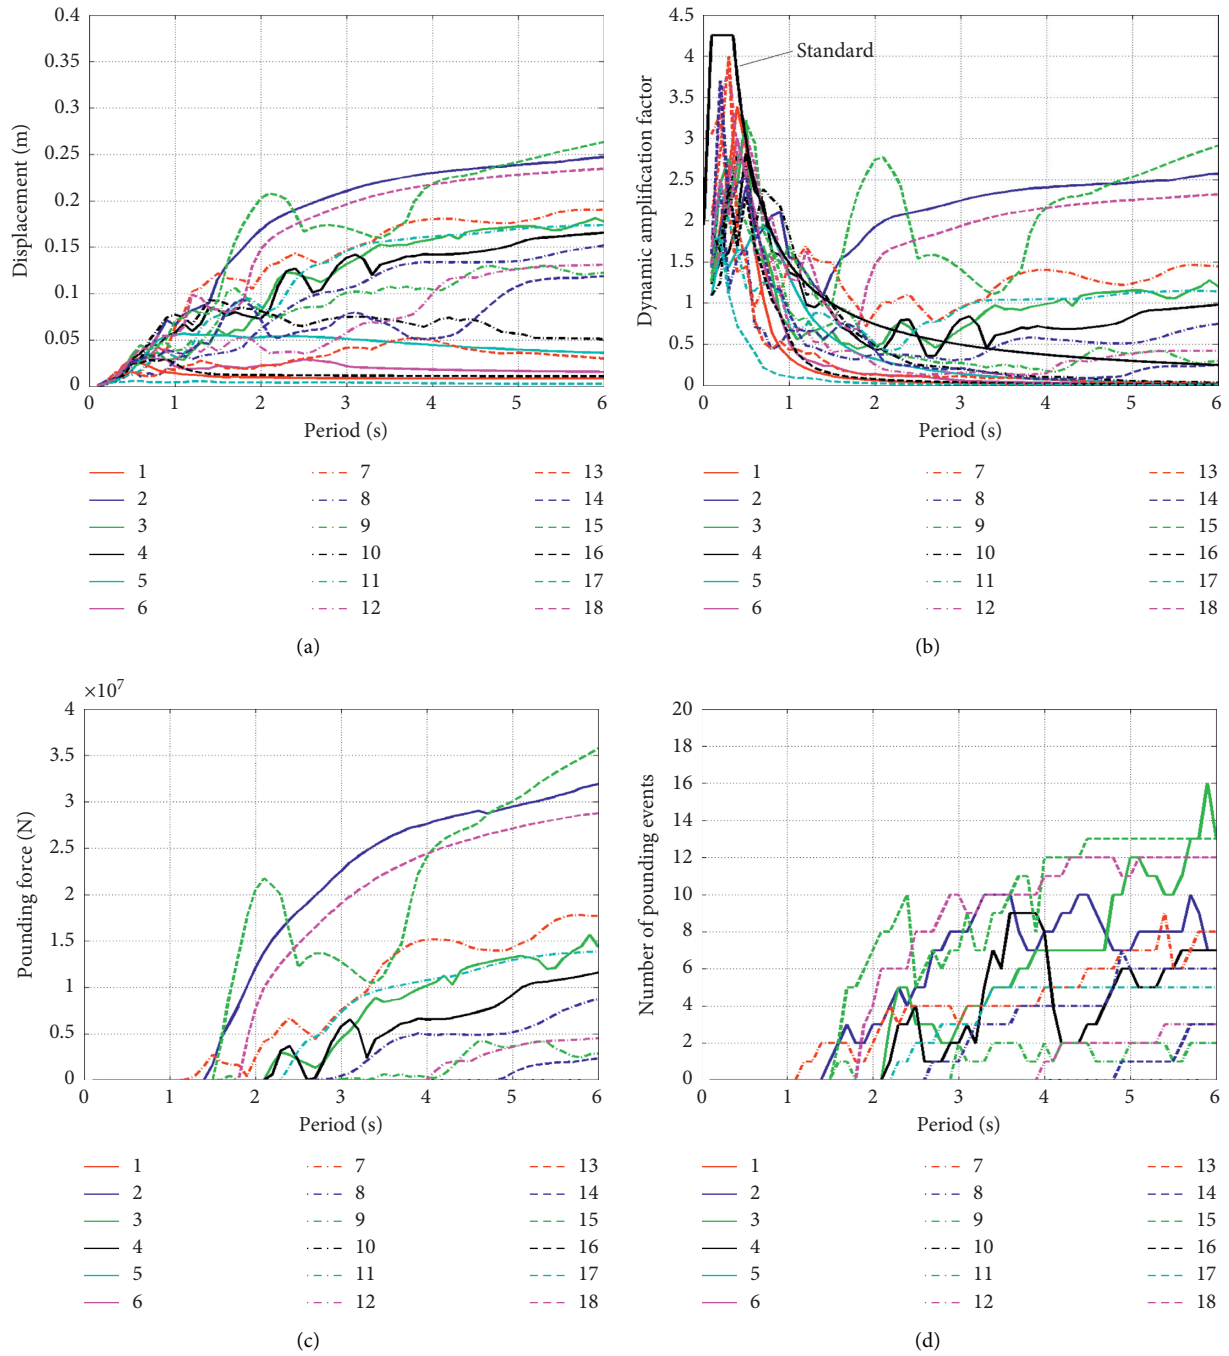 0.4
0.35
0.3
0.25
0.2
0.15
0.1
0.05
0
Displacement (m)
0 1 2 3 4 5 6
Period (s)
1 7 13
2 8 14
3 9 15
4 10 16
5 11 17
6 12 18
(a)
4.5
4
3.5
3
2.5
2
1.5
1
0.5
0
Dynamic amplification factor
Standard
0 1 2 3 4 5 6
Period (s)
1 7 13
2 8 14
3 9 15
4 10 16
5 11 17
6 12 18
(b)
×10⁷
4
3.5
3
2.5
2
1.5
1
0.5
0
Pounding force (N)
0 1 2 3 4 5 6
Period (s)
1 7 13
2 8 14
3 9 15
4 10 16
5 11 17
6 12 18
(c)
20
18
16
14
12
10
8
6
4
2
0
Number of pounding events
0 1 2 3 4 5 6
Period (s)
1 7 13
2 8 14
3 9 15
4 10 16
5 11 17
6 12 18
(d)